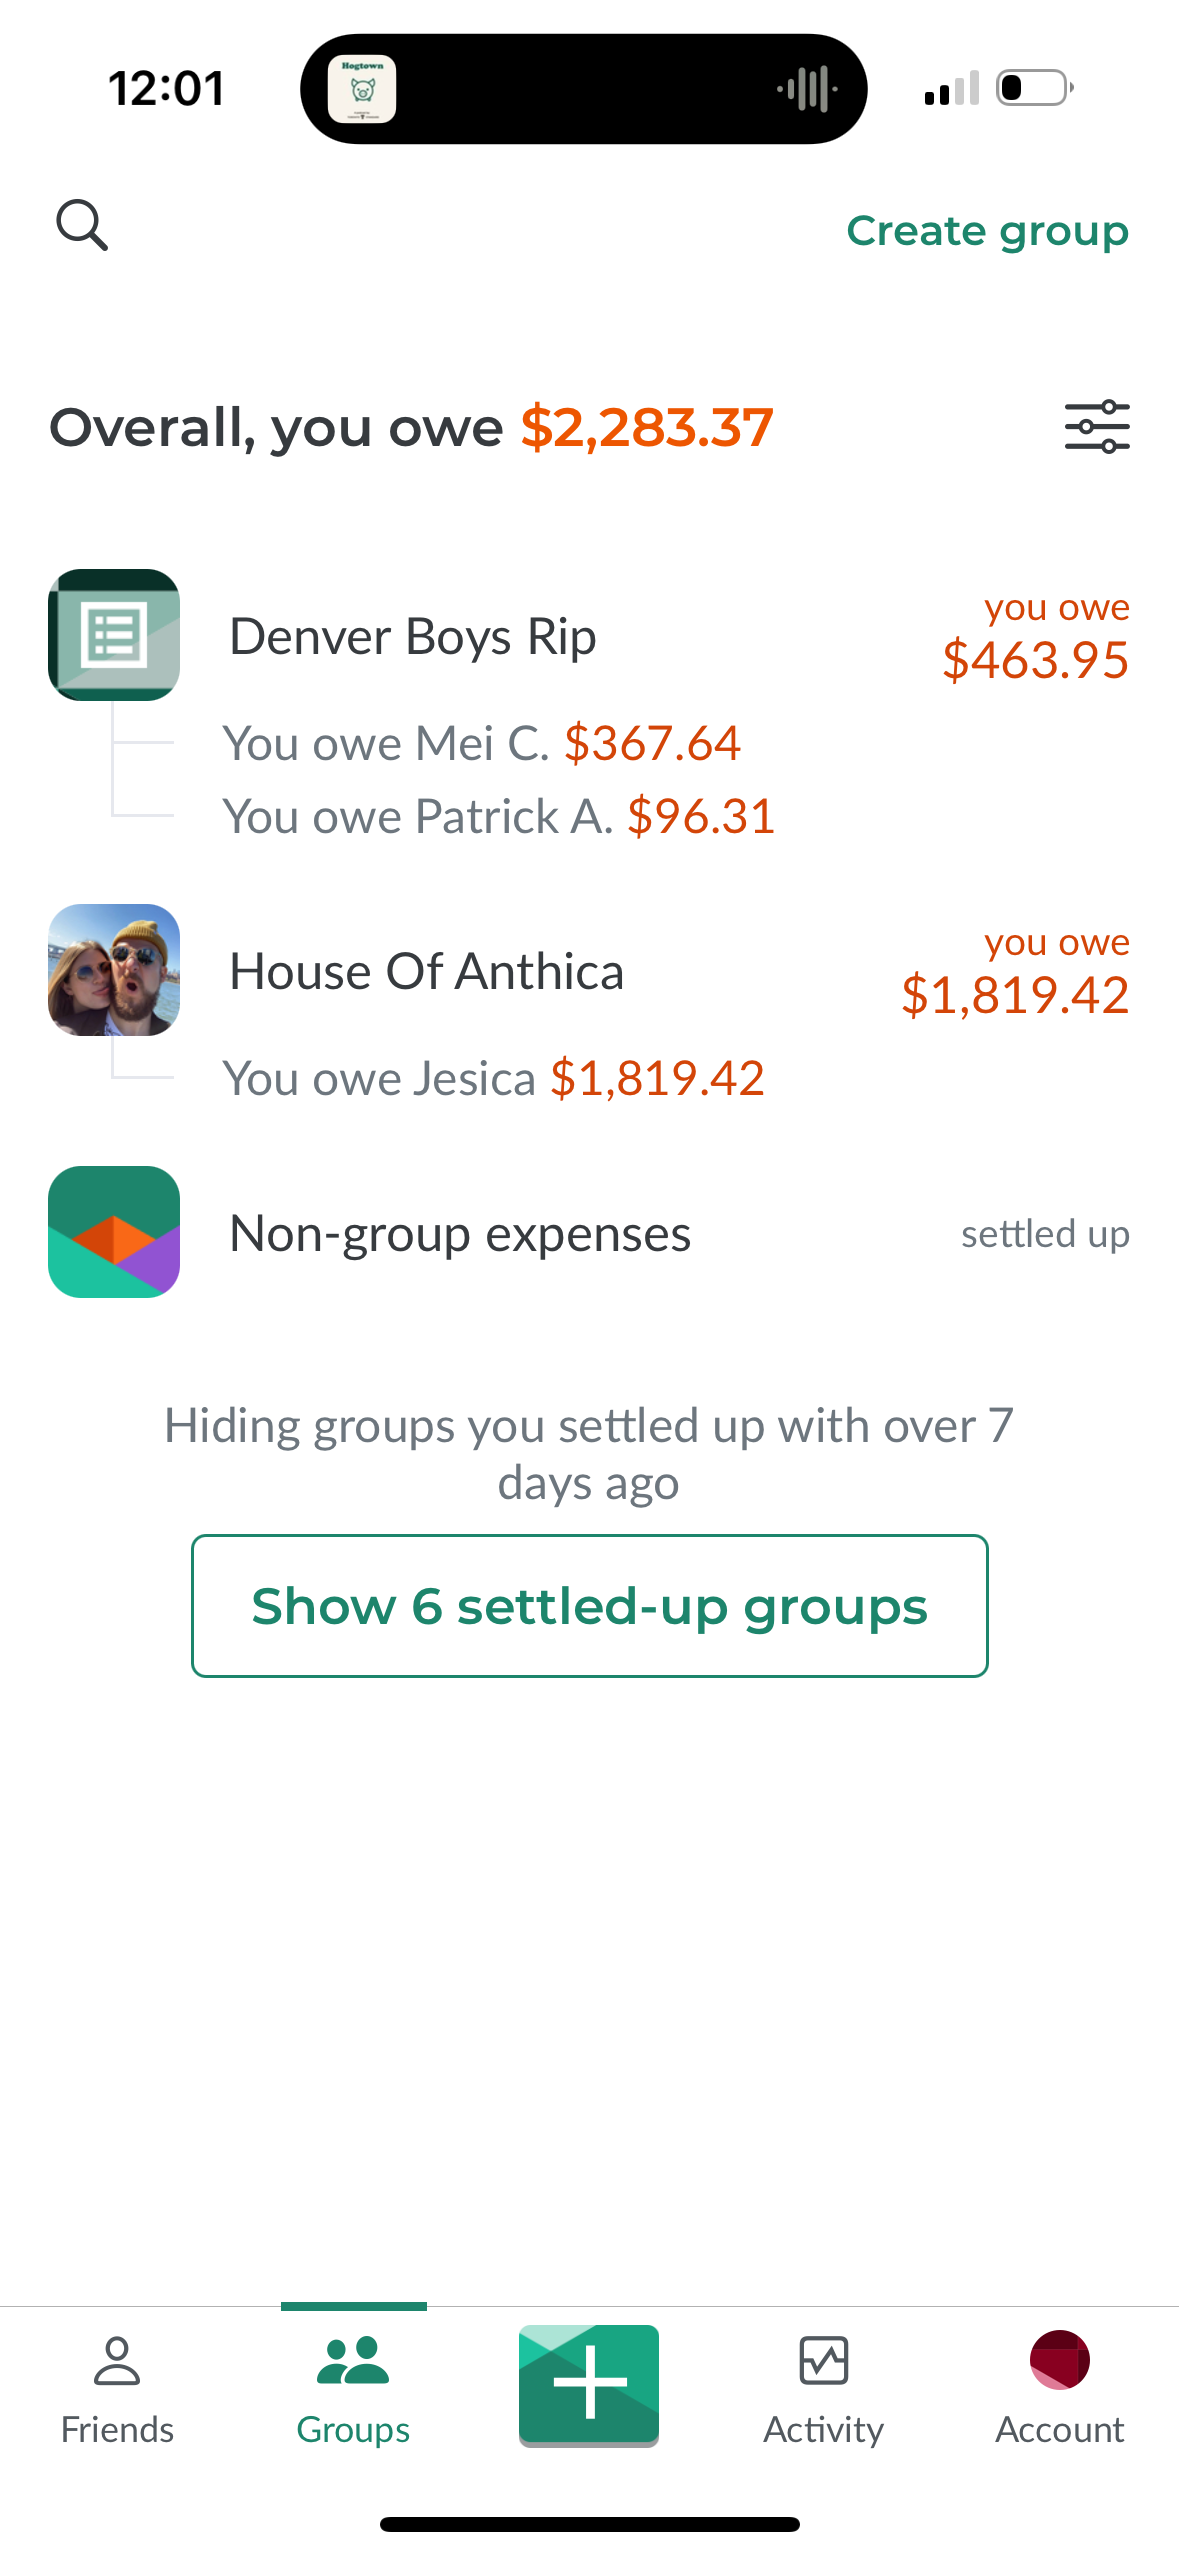 12:01
Hogtown
Create group
Overall, you owe $2,283.37
Denver Boys Rip
you owe
$463.95
You owe Mei C. $367.64
You owe Patrick A. $96.31
House Of Anthica
you owe
$1,819.42
You owe Jesica $1,819.42
Non-group expenses
settled up
Hiding groups you settled up with over 7
days ago
Show 6 settled-up groups
Friends
Groups
Activity
Account